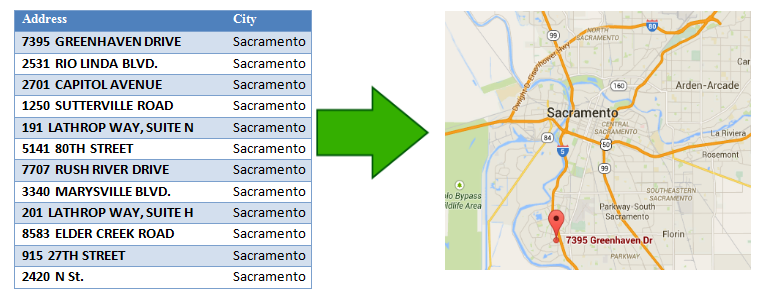 Address City
7395 GREENHAVEN DRIVE Sacramento
2531 RIO LINDA BLVD. Sacramento
2701 CAPITOL AVENUE Sacramento
1250 SUTTERVILLE ROAD Sacramento
191 LATHROP WAY, SUITE N Sacramento
5141 80TH STREET Sacramento
7707 RUSH RIVER DRIVE Sacramento
3340 MARYSVILLE BLVD. Sacramento
201 LATHROP WAY, SUITE H Sacramento
8583 ELDER CREEK ROAD Sacramento
915 27TH STREET Sacramento
2420 N St. Sacramento
80
NORTH
SACRAMENTO
99
Dwight D Eisenhower Hwy
Car
160
Arden-Arcade
Sacramento
CENTRAL
SACRAMENTO
84
50
La Riviera
5
Rosemont
99
lo Bypass
ildlife Area
SOUTHEASTERN
SACRAMENTO
Parkway-South
Sacramento
7395 Greenhaven Dr
Florin
PARKWAY